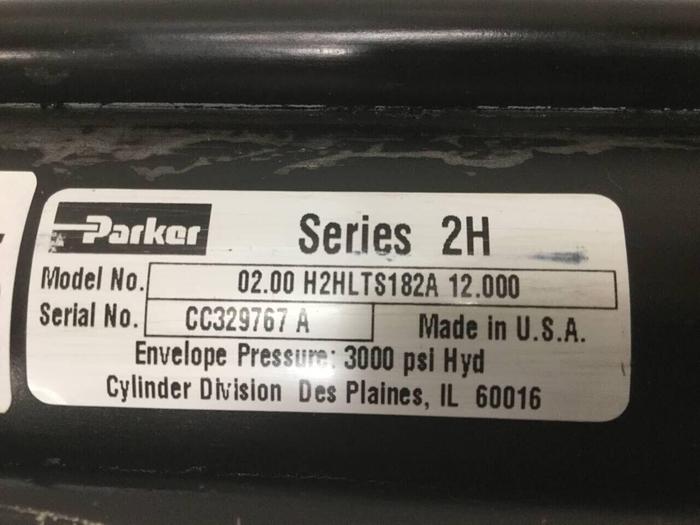 Parker Series 2H
Model No. 02.00 H2HLTS182A 12.000
Serial No. CC329767 A Made in U.S.A.
Envelope Pressure: 3000 psi Hyd
Cylinder Division Des Plaines, IL 60016